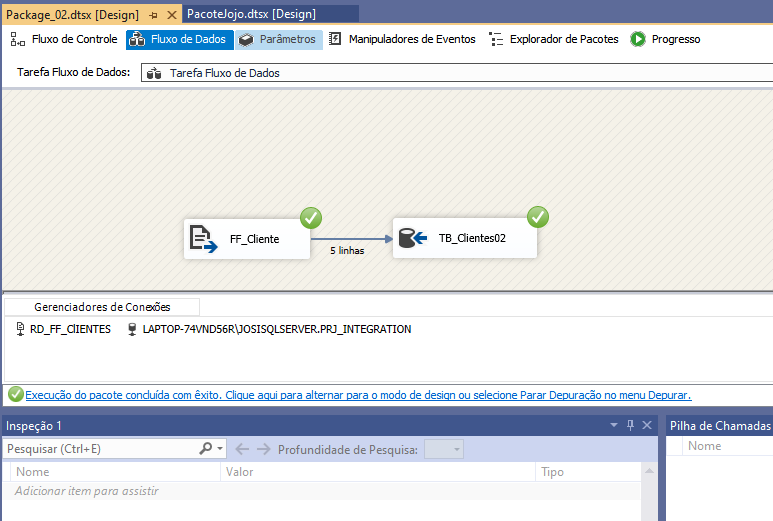 Package_02.dtsx [Design]
PacoteJojo.dtsx [Design]
Fluxo de Controle
Fluxo de Dados
Parâmetros
Manipuladores de Eventos
Explorador de Pacotes
Progresso
Tarefa Fluxo de Dados:
Tarefa Fluxo de Dados
FF_Cliente
5 linhas
TB_Clientes02
Gerenciadores de Conexões
RD_FF_ClIENTES
LAPTOP-74VND56R\JOSISQLSERVER.PRJ_INTEGRATION
Execução do pacote concluída com êxito. Clique aqui para alternar para o modo de design ou selecione Parar Depuração no menu Depurar.
Inspeção 1
Pesquisar (Ctrl+E)
Profundidade de Pesquisa:
Nome
Valor
Tipo
Adicionar item para assistir
Pilha de Chamadas
Nome